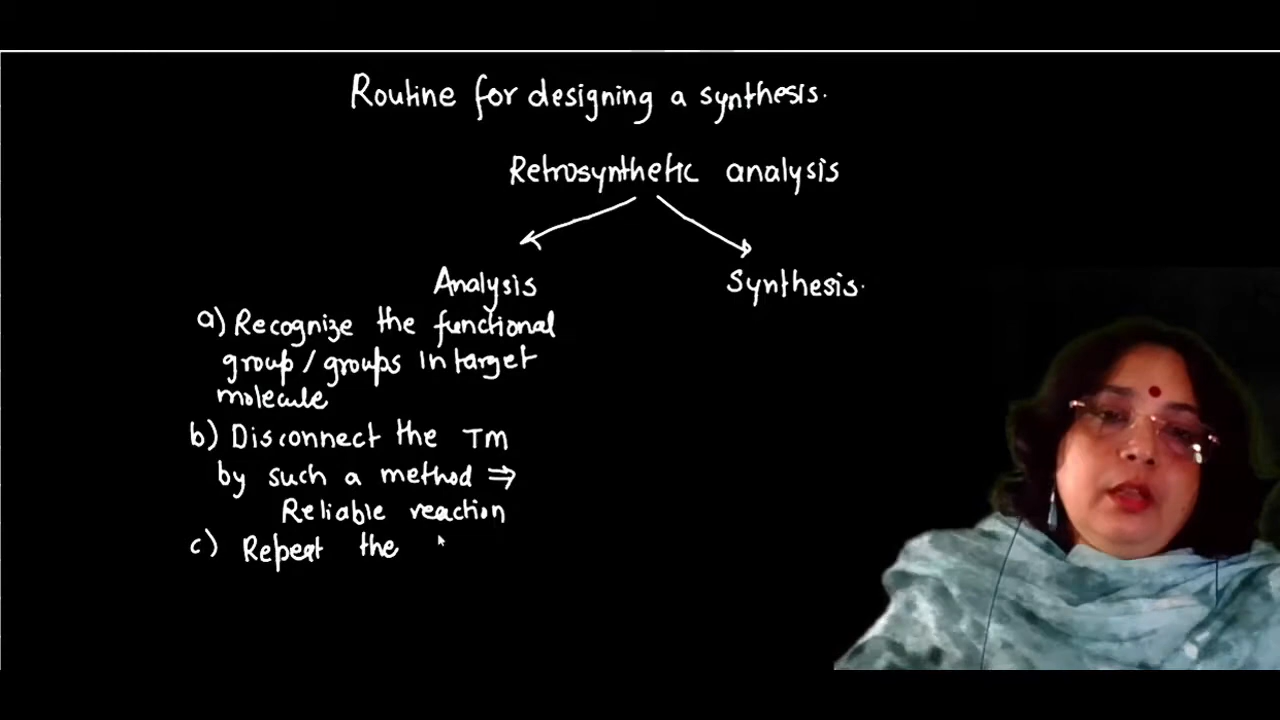 Routine for designing a synthesis.
Retrosynthetic analysis
Analysis
Synthesis.
a) Recognize the functional
group / groups in target
molecule
b) Disconnect the TM
by such a method ⇒
Reliable reaction
c) Repeat the